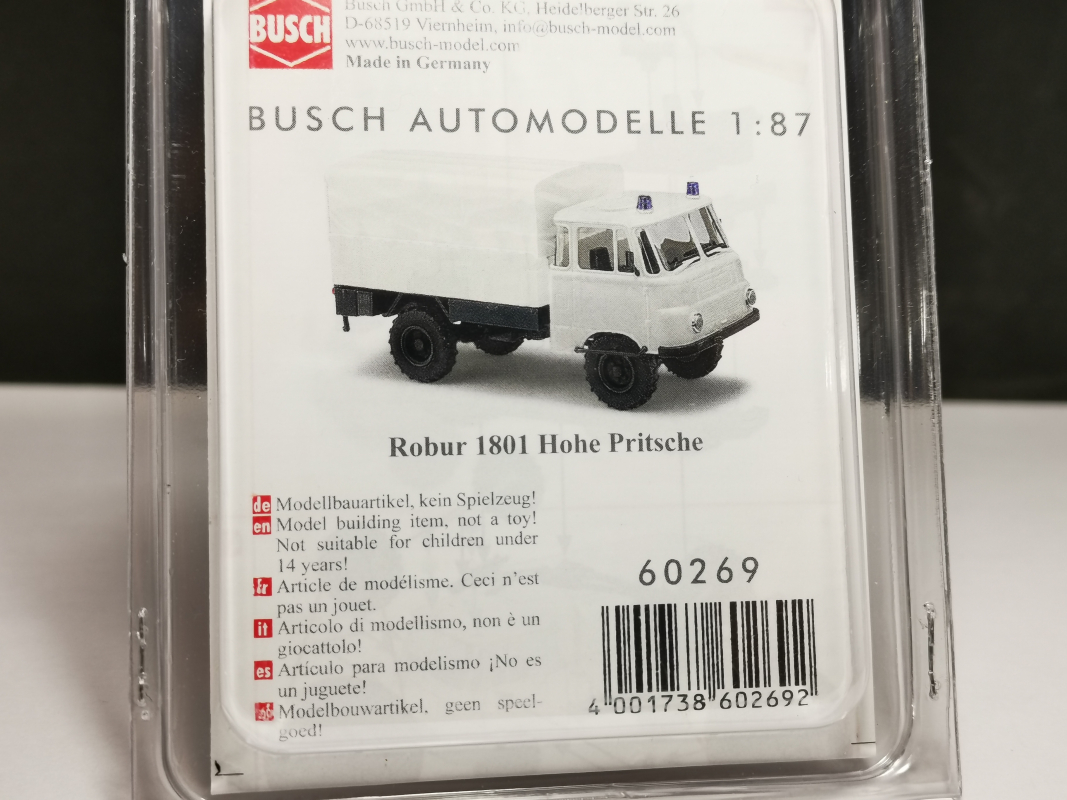 BUSCH
Busch GmbH & Co. KG, Heidelberger Str. 26
D-68519 Viernheim, info@busch-model.com
www.busch-model.com
Made in Germany
BUSCH AUTOMODELLE 1:87
Robur 1801 Hohe Pritsche
de Modellbauartikel, kein Spielzeug!
en Model building item, not a toy!
Not suitable for children under
14 years!
fr Article de modélisme. Ceci n'est
pas un jouet.
it Articolo di modellismo, non è un
giocattolo!
es Artículo para modelismo ¡No es
un juguete!
Modelbouwartikel, geen speel-
goed!
60269
4 001738 602692